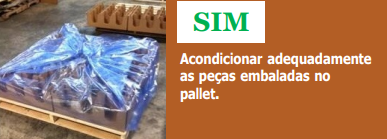 SIM
Acondicionar adequadamente
as peças embaladas no
pallet.